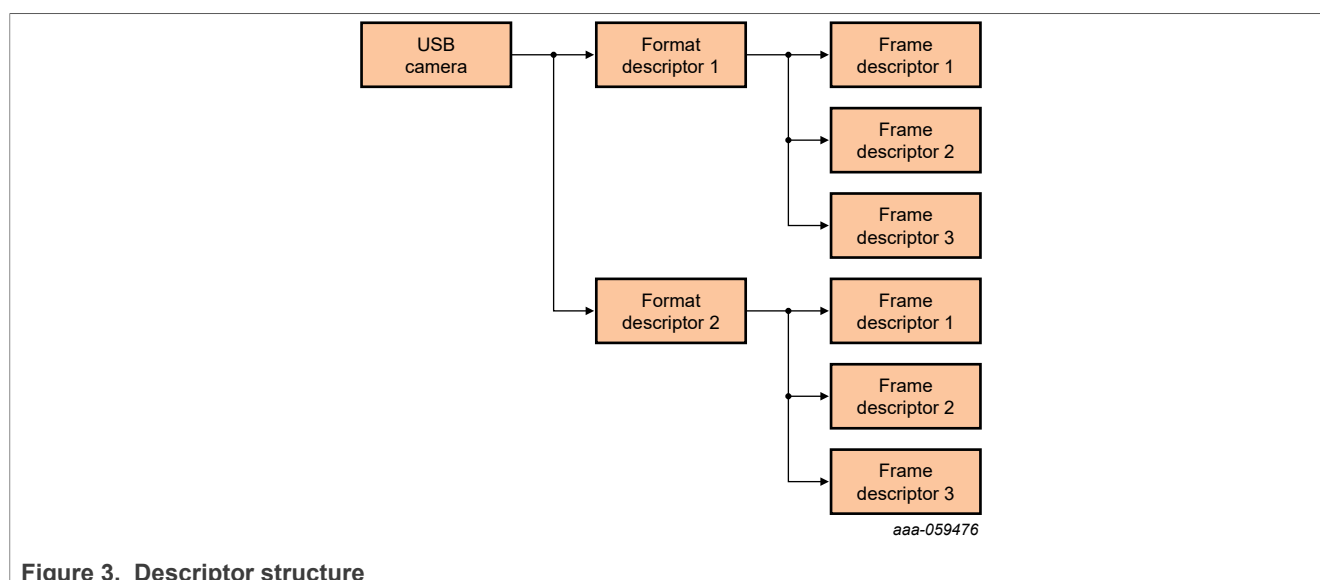 USB
camera
Format
descriptor 1
Frame
descriptor 1
Frame
descriptor 2
Frame
descriptor 3
Format
descriptor 2
Frame
descriptor 1
Frame
descriptor 2
Frame
descriptor 3
aaa-059476
Figure 3. Descriptor structure